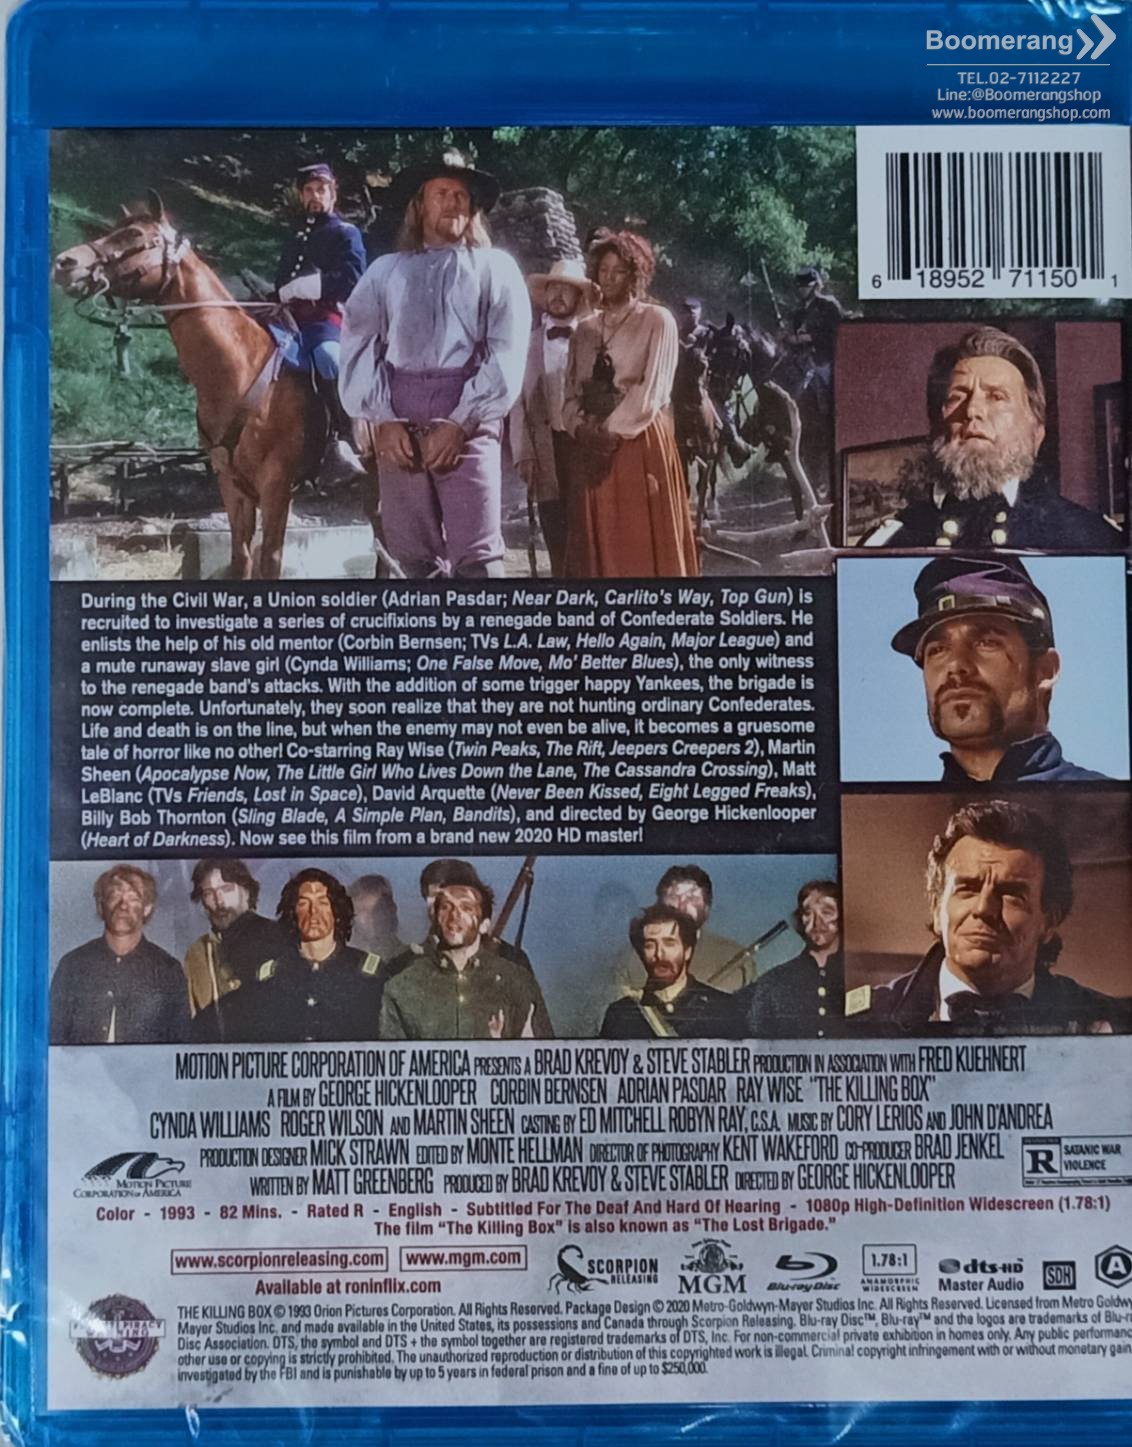 Boomerang
TEL.02-7112227
Line:@Boomerangshop
www.boomerangshop.com
6 18952 71150 1
During the Civil War, a Union soldier (Adrian Pasdar; Near Dark, Carlito's Way, Top Gun) is
recruited to investigate a series of crucifixions by a renegade band of Confederate Soldiers. He
enlists the help of his old mentor (Corbin Bernsen; TVs L.A. Law, Hello Again, Major League) and
a mute runaway slave girl (Cynda Williams; One False Move, Mo' Better Blues), the only witness
to the renegade band's attacks. With the addition of some trigger happy Yankees, the brigade is
now complete. Unfortunately, they soon realize that they are not hunting ordinary Confederates.
Life and death is on the line, but when the enemy may not even be alive, it becomes a gruesome
tale of horror like no other! Co-starring Ray Wise (Twin Peaks, The Rift, Jeepers Creepers 2), Martin
Sheen (Apocalypse Now, The Little Girl Who Lives Down the Lane, The Cassandra Crossing), Matt
LeBlanc (TVs Friends, Lost in Space), David Arquette (Never Been Kissed, Eight Legged Freaks),
Billy Bob Thornton (Sling Blade, A Simple Plan, Bandits), and directed by George Hickenlooper
(Heart of Darkness). Now see this film from a brand new 2020 HD master!
MOTION PICTURE CORPORATION OF AMERICA PRESENTS A BRAD KREVOY & STEVE STABLER PRODUCTION IN ASSOCIATION WITH FRED KUEHNERT
A FILM BY GEORGE HICKENLOOPER CORBIN BERNSEN ADRIAN PASDAR RAY WISE "THE KILLING BOX"
CYNDA WILLIAMS ROGER WILSON AND MARTIN SHEEN CASTING BY ED MITCHELL ROBYN RAY, C.S.A. MUSIC BY CORY LERIOS AND JOHN D'ANDREA
PRODUCTION DESIGNER MICK STRAWN EDITED BY MONTE HELLMAN DIRECTOR OF PHOTOGRAPHY KENT WAKEFORD CO-PRODUCER BRAD JENKEL
WRITTEN BY MATT GREENBERG PRODUCED BY BRAD KREVOY & STEVE STABLER DIRECTED BY GEORGE HICKENLOOPER
MOTION PICTURE
CORPORATION OF AMERICA
R
SATANIC WAR
VIOLENCE
Color - 1993 - 82 Mins. - Rated R - English - Subtitled For The Deaf And Hard Of Hearing - 1080p High-Definition Widescreen (1.78:1)
The film "The Killing Box" is also known as "The Lost Brigade."
www.scorpionreleasing.com www.mgm.com
Available at roninflix.com
SCORPION
RELEASING
MGM
Blu-ray Disc
1.78:1
ANAMORPHIC
WIDESCREEN
dts-HD
Master Audio
SDH
A
THE KILLING BOX © 1993 Orion Pictures Corporation. All Rights Reserved. Package Design © 2020 Metro-Goldwyn-Mayer Studios Inc. All Rights Reserved. Licensed from Metro Goldwy
Mayer Studios Inc. and made available in the United States, its possessions and Canada through Scorpion Releasing. Blu-ray Disc™, Blu-ray™ and the logos are trademarks of Blu-r
Disc Association. DTS, the symbol and DTS + the symbol together are registered trademarks of DTS, Inc. For non-commercial private exhibition in homes only. Any public performanc
other use or copying is strictly prohibited. The unauthorized reproduction or distribution of this copyrighted work is illegal. Criminal copyright infringement with or without monetary gain
investigated by the FBI and is punishable by up to 5 years in federal prison and a fine of up to $250,000.